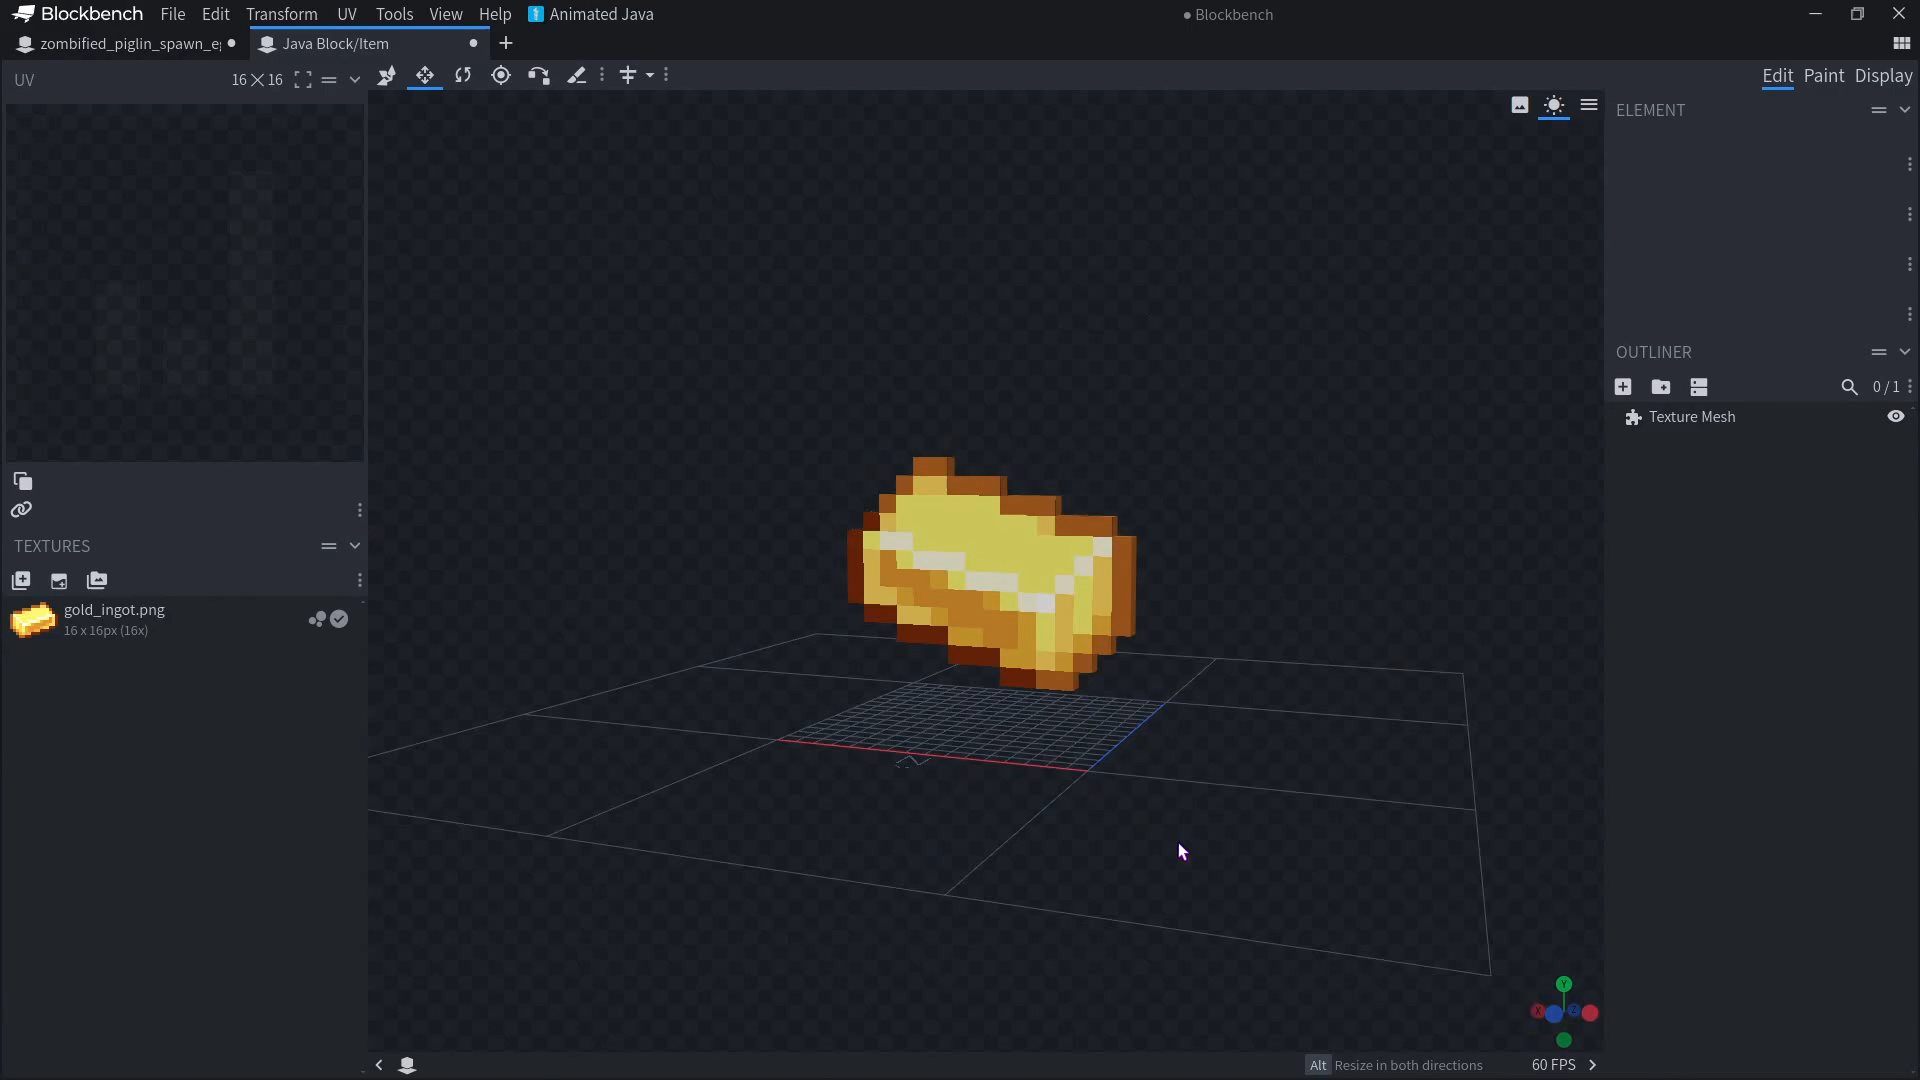 Blockbench File Edit Transform UV Tools View Help Animated Java ● Blockbench
zombified_piglin_spawn_e Java Block/Item
UV 16×16 Edit Paint Display
ELEMENT
OUTLINER
0 / 1
Texture Mesh
TEXTURES
gold_ingot.png
16 x 16px (16x)
Y
X Z
Alt Resize in both directions 60 FPS